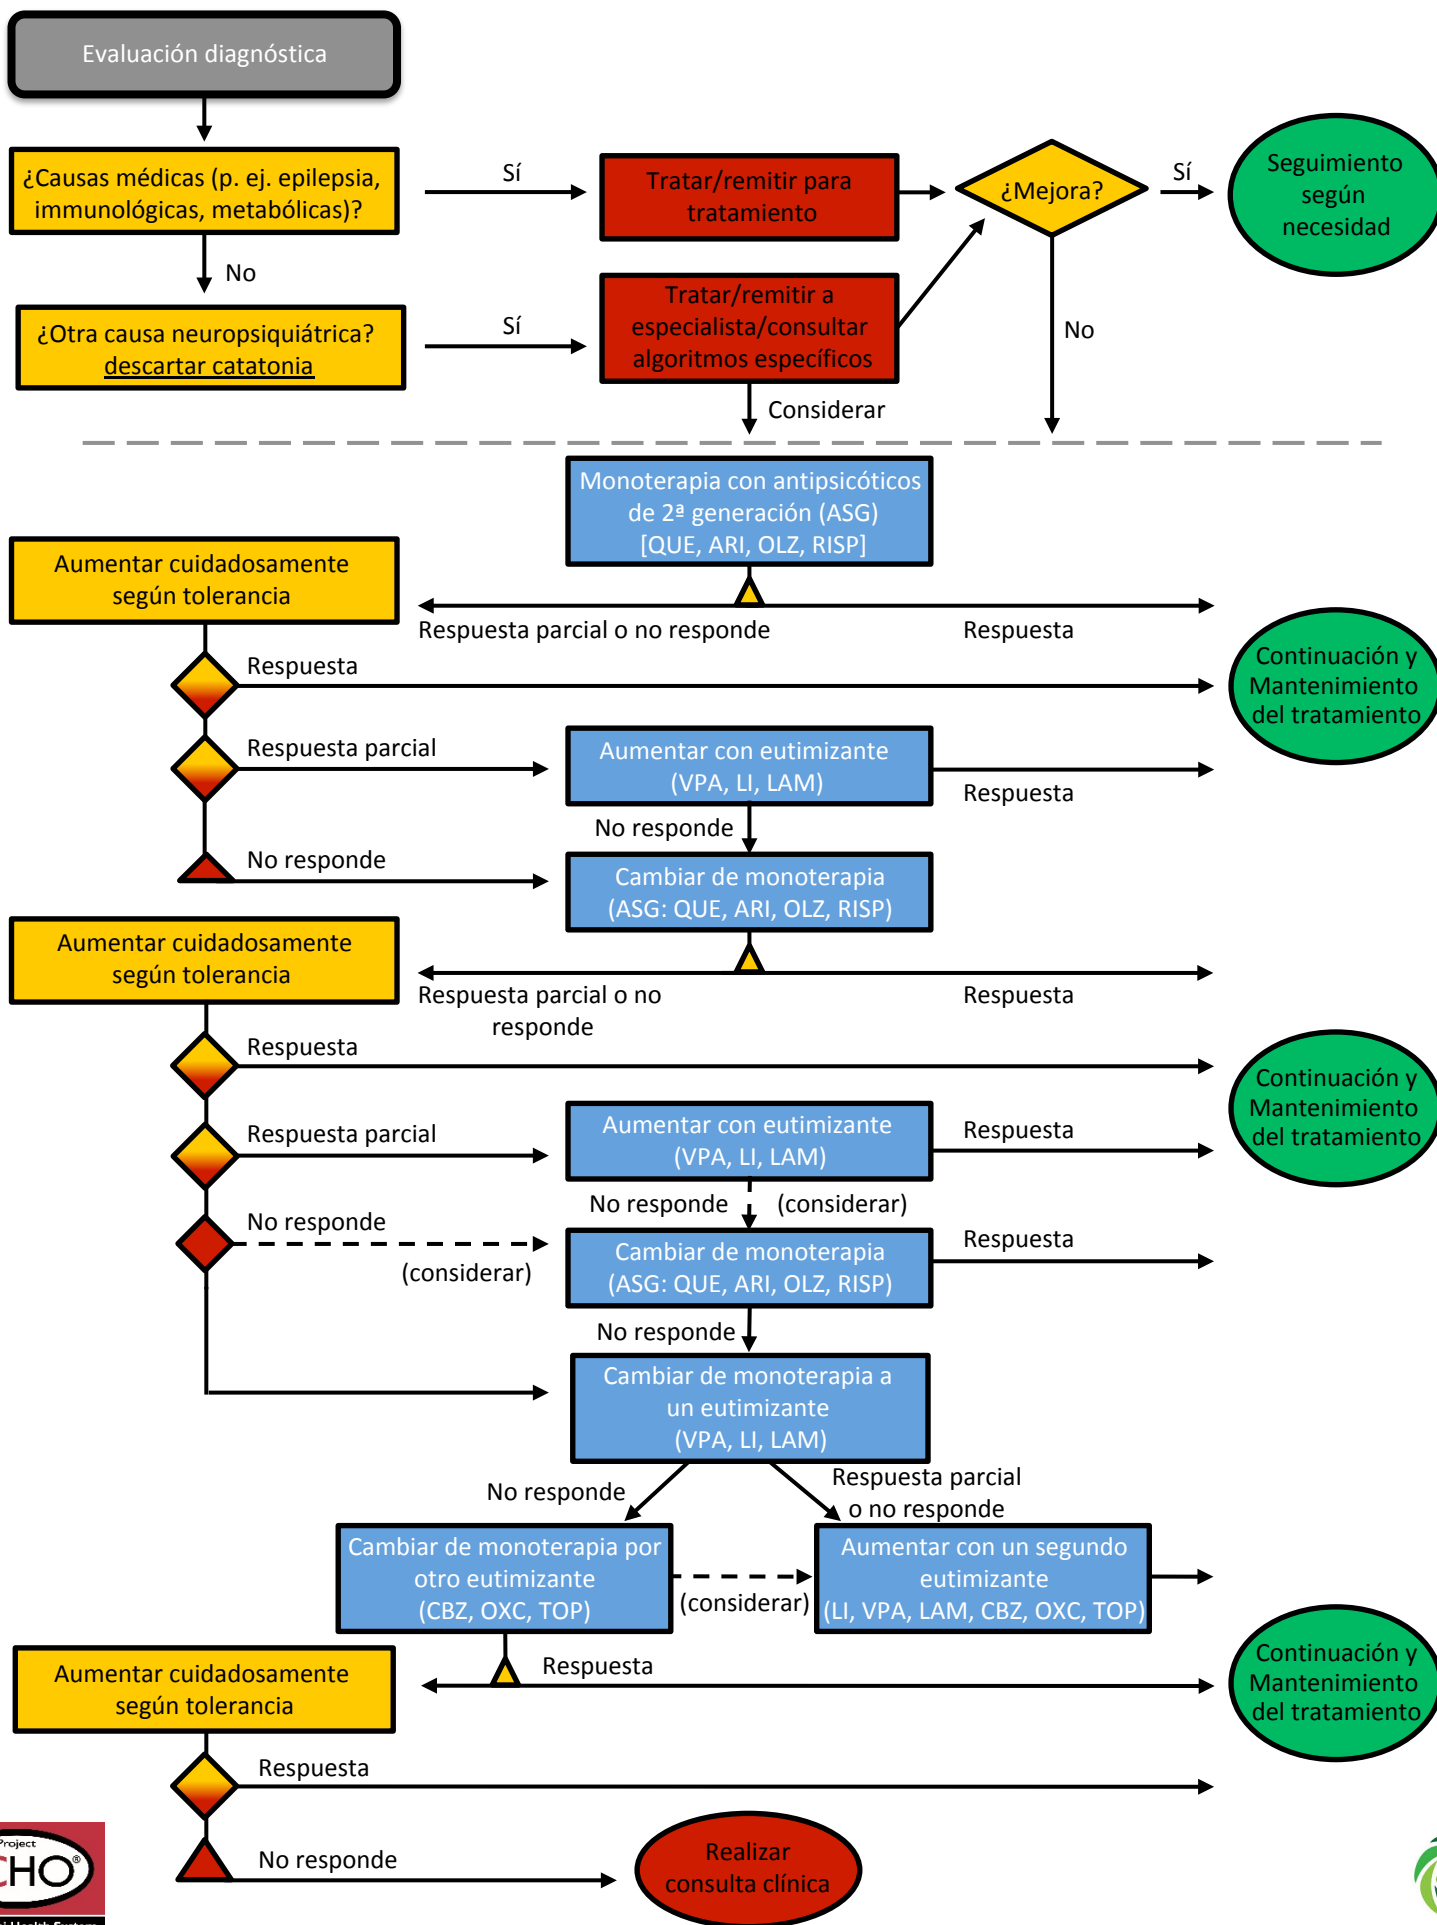 Evaluación diagnóstica
¿Causas médicas (p. ej. epilepsia,
immunológicas, metabólicas)?
Sí
Tratar/remitir para
tratamiento
¿Mejora?
Sí
Seguimiento
según
necesidad
No
¿Otra causa neuropsiquiátrica?
descartar catatonia
Sí
Tratar/remitir a
especialista/consultar
algoritmos específicos
No
Considerar
Monoterapia con antipsicóticos
de 2ª generación (ASG)
[QUE, ARI, OLZ, RISP]
Aumentar cuidadosamente
según tolerancia
Respuesta parcial o no responde
Respuesta
Continuación y
Mantenimiento
del tratamiento
Respuesta
Respuesta parcial
Aumentar con eutimizante
(VPA, LI, LAM)
Respuesta
No responde
No responde
Cambiar de monoterapia
(ASG: QUE, ARI, OLZ, RISP)
Aumentar cuidadosamente
según tolerancia
Respuesta parcial o no
responde
Respuesta
Respuesta
Continuación y
Mantenimiento
del tratamiento
Respuesta parcial
Aumentar con eutimizante
(VPA, LI, LAM)
Respuesta
No responde
(considerar)
No responde
(considerar)
Cambiar de monoterapia
(ASG: QUE, ARI, OLZ, RISP)
Respuesta
No responde
Cambiar de monoterapia a
un eutimizante
(VPA, LI, LAM)
No responde
Respuesta parcial
o no responde
Cambiar de monoterapia por
otro eutimizante
(CBZ, OXC, TOP)
(considerar)
Aumentar con un segundo
eutimizante
(LI, VPA, LAM, CBZ, OXC, TOP)
Aumentar cuidadosamente
según tolerancia
Respuesta
Continuación y
Mantenimiento
del tratamiento
Respuesta
No responde
Realizar
consulta clínica
Project
CHO®
Health System